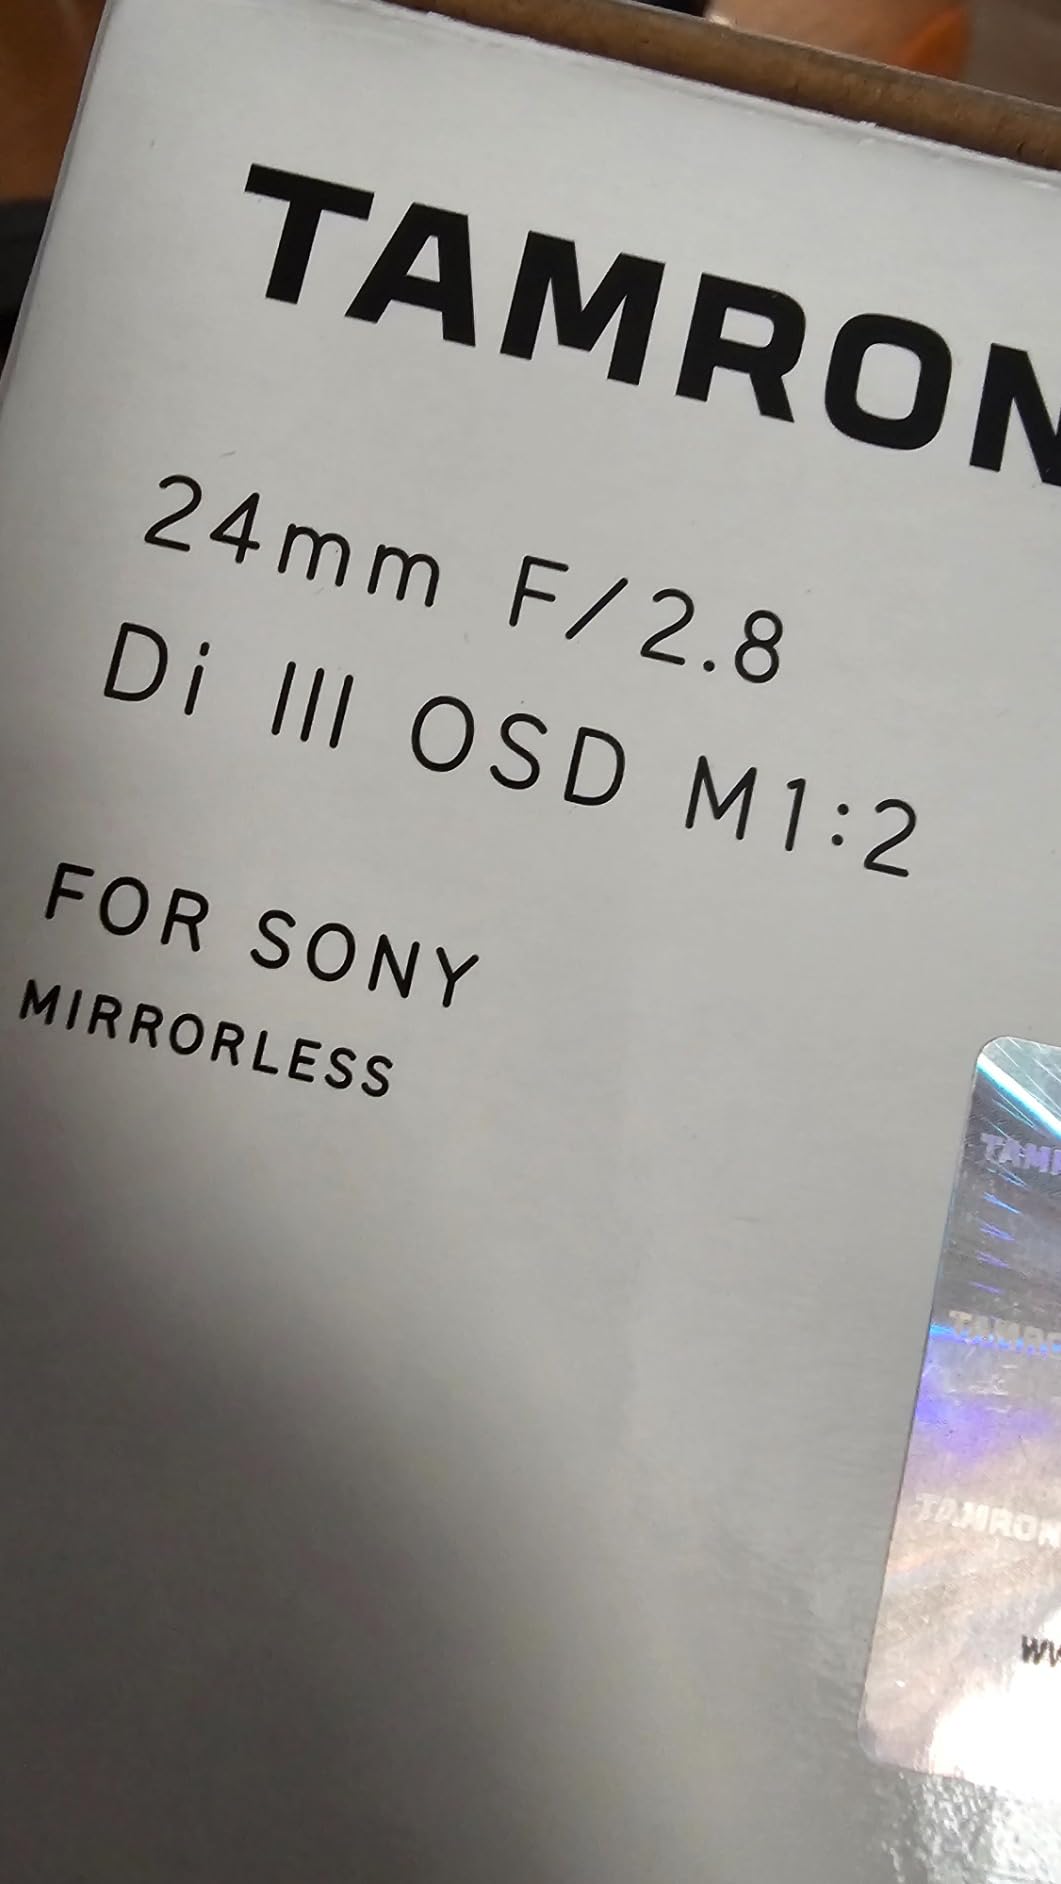 TAMRON
24mm F/2.8
Di III OSD M1:2
FOR SONY
MIRRORLESS